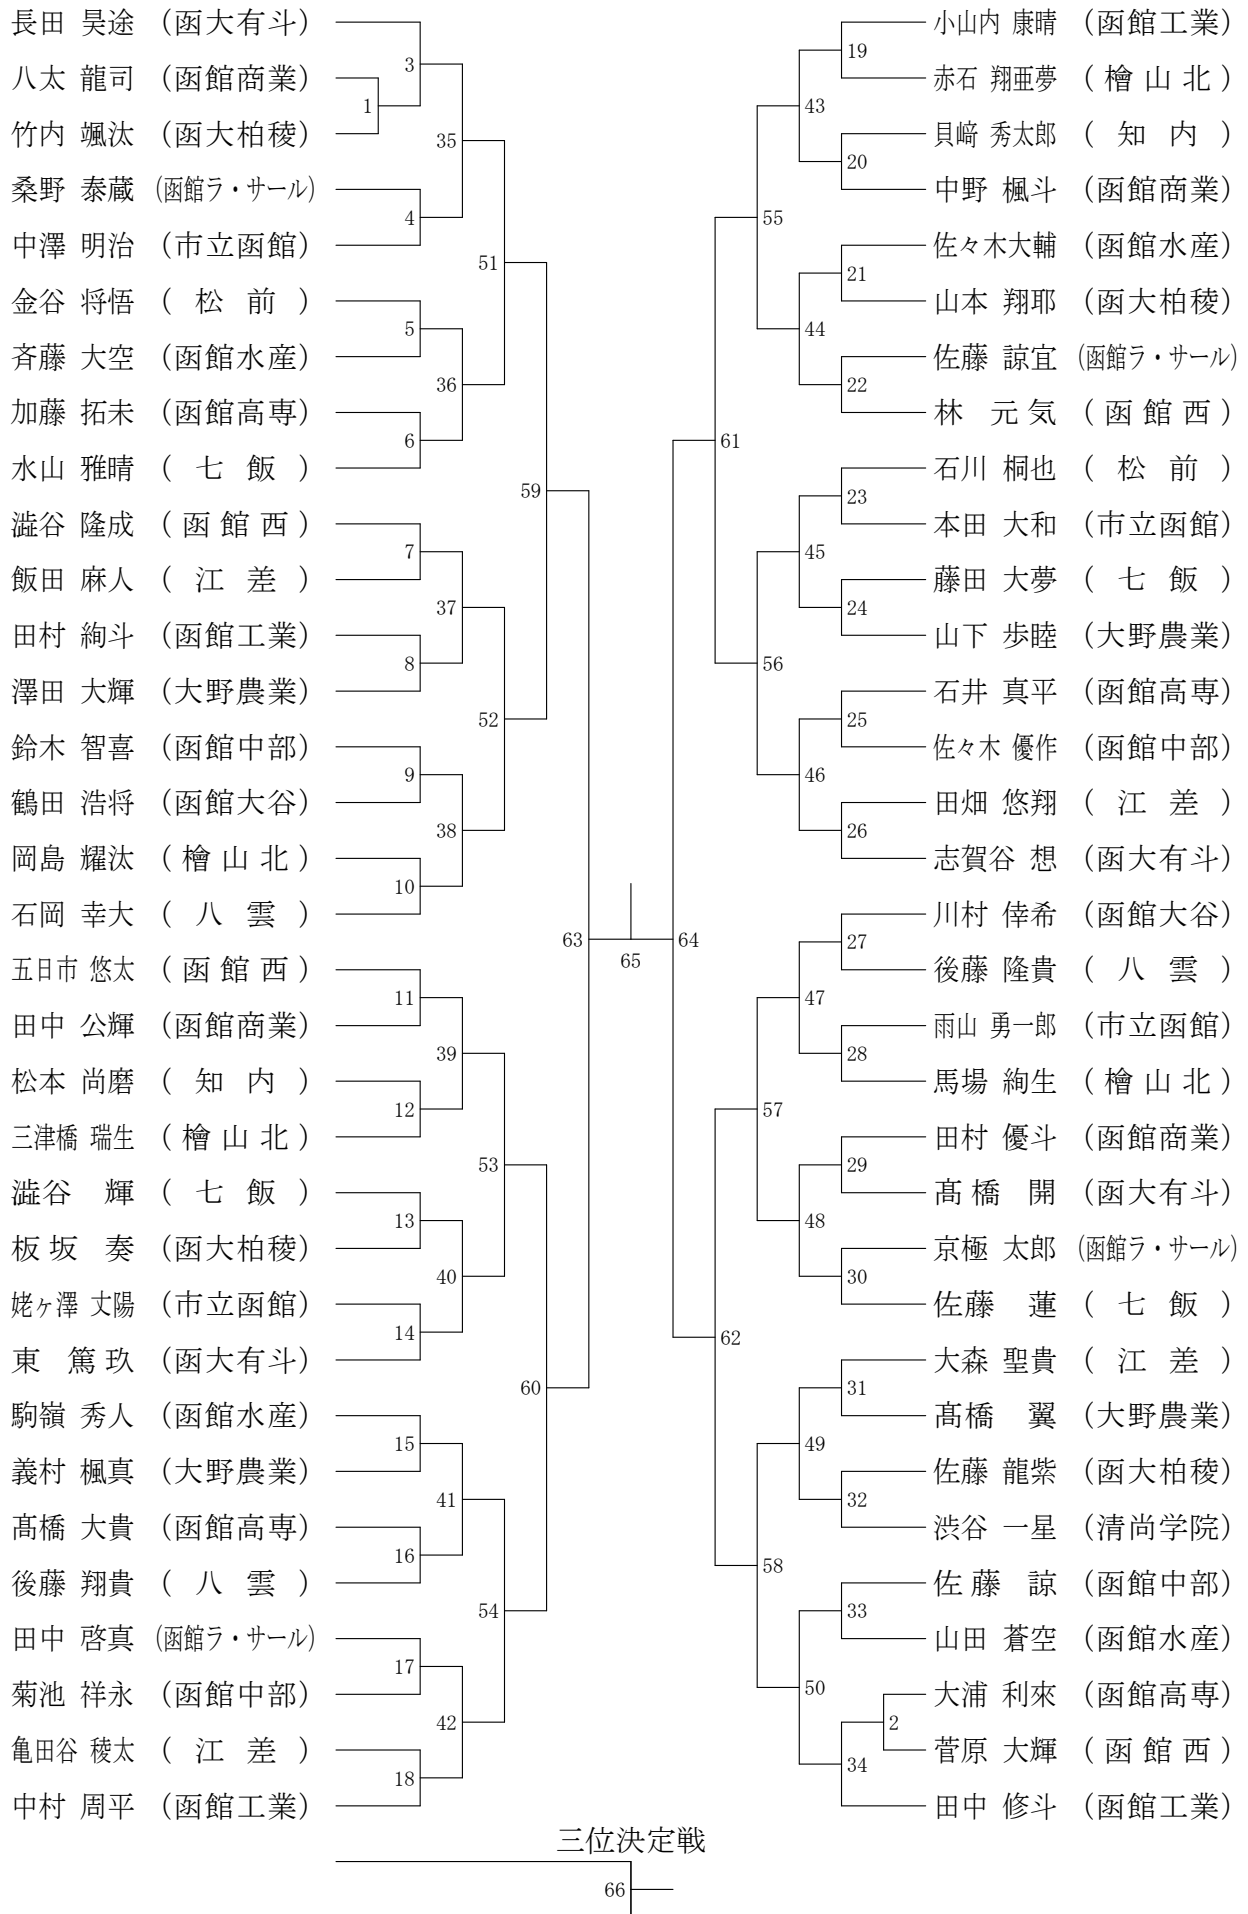 長田 昊途 (函大有斗)
八太 龍司 (函館商業)
竹内 颯汰 (函大柏稜)
桑野 泰蔵 (函館ラ・サール)
中澤 明治 (市立函館)
金谷 将悟 (松前)
斉藤 大空 (函館水産)
加藤 拓未 (函館高専)
水山 雅晴 (七飯)
澁谷 隆成 (函館西)
飯田 麻人 (江差)
田村 絢斗 (函館工業)
澤田 大輝 (大野農業)
鈴木 智喜 (函館中部)
鶴田 浩将 (函館大谷)
岡島 耀汰 (檜山北)
石岡 幸大 (八雲)
五日市 悠太 (函館西)
田中 公輝 (函館商業)
松本 尚磨 (知内)
三津橋 瑞生 (檜山北)
澁谷 輝 (七飯)
板坂 奏 (函大柏稜)
姥ヶ澤 丈陽 (市立函館)
東 篤玖 (函大有斗)
駒嶺 秀人 (函館水産)
義村 楓真 (大野農業)
髙橋 大貴 (函館高専)
後藤 翔貴 (八雲)
田中 啓真 (函館ラ・サール)
菊池 祥永 (函館中部)
亀田谷 稜太 (江差)
中村 周平 (函館工業)
1
3
4
5
6
7
8
9
10
11
12
13
14
15
16
17
18
35
36
37
38
39
40
41
42
51
52
53
54
59
60
63
65
64
61
62
55
56
57
58
43
44
45
46
47
48
49
50
19
20
21
22
23
24
25
26
27
28
29
30
31
32
33
34
2
小山内 康晴 (函館工業)
赤石 翔亜夢 (檜山北)
貝﨑 秀太郎 (知内)
中野 楓斗 (函館商業)
佐々木大輔 (函館水産)
山本 翔耶 (函大柏稜)
佐藤 諒宜 (函館ラ・サール)
林 元気 (函館西)
石川 桐也 (松前)
本田 大和 (市立函館)
藤田 大夢 (七飯)
山下 歩睦 (大野農業)
石井 真平 (函館高専)
佐々木 優作 (函館中部)
田畑 悠翔 (江差)
志賀谷 想 (函大有斗)
川村 倖希 (函館大谷)
後藤 隆貴 (八雲)
雨山 勇一郎 (市立函館)
馬場 絢生 (檜山北)
田村 優斗 (函館商業)
髙橋 開 (函大有斗)
京極 太郎 (函館ラ・サール)
佐藤 蓮 (七飯)
大森 聖貴 (江差)
髙橋 翼 (大野農業)
佐藤 龍紫 (函大柏稜)
渋谷 一星 (清尚学院)
佐藤 諒 (函館中部)
山田 蒼空 (函館水産)
大浦 利來 (函館高専)
菅原 大輝 (函館西)
田中 修斗 (函館工業)
三位決定戦
66